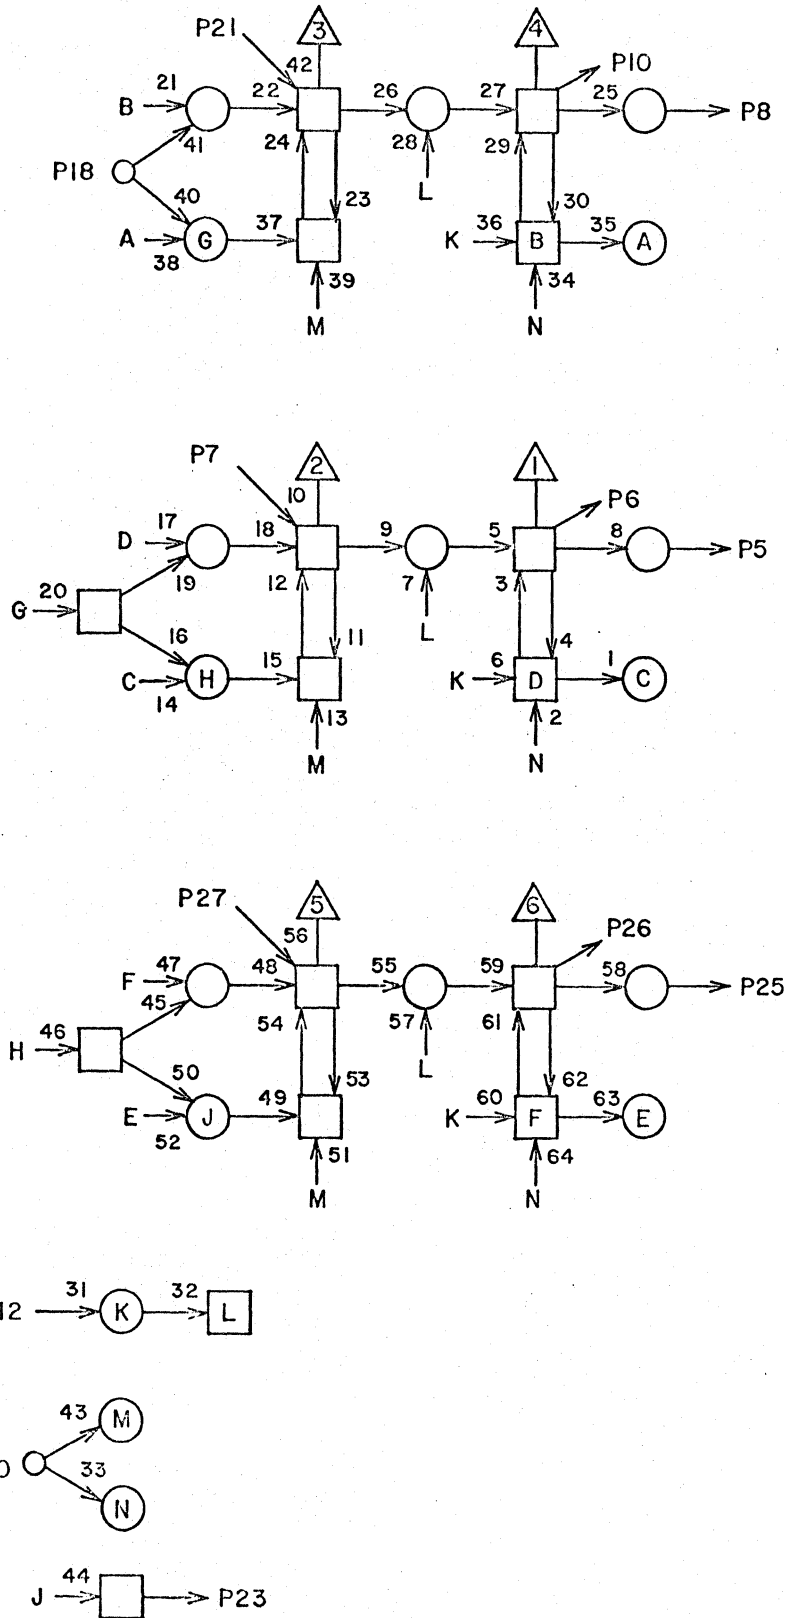 P21 3 4
42 P10
B 21 22 26 27 25 P8
41 24 28 29
P18 L
40 23 30
A G 37 K 36 B 35 A
38 39 34
M N
P7 2 1
10 P6
D 17 18 9 5 8 P5
19 12 7 3
G 20 L
16 11 4
C H 15 K 6 D 1 C
14 13 2
M N
P27 5 6
56 P26
F 47 48 55 59 58 P25
45 54 57 61
H 46 L
50 53 62
E J 49 K 60 F 63 E
52 51 64
M N
12 31 K 32 L
43 M
33
N
J 44 P23